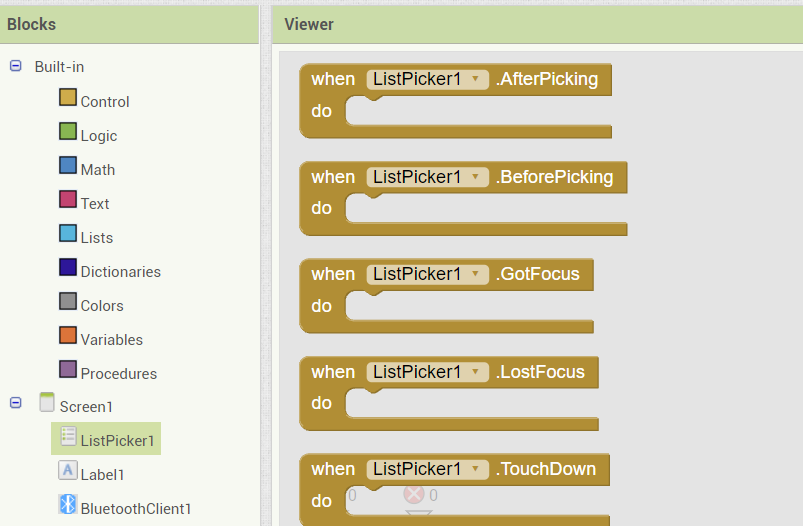 Blocks
Built-in
Control
Logic
Math
Text
Lists
Dictionaries
Colors
Variables
Procedures
Screen1
ListPicker1
A Label1
BluetoothClient1
Viewer
when ListPicker1 .AfterPicking
do
when ListPicker1 .BeforePicking
do
when ListPicker1 .GotFocus
do
when ListPicker1 .LostFocus
do
when ListPicker1 .TouchDown
do 0 0